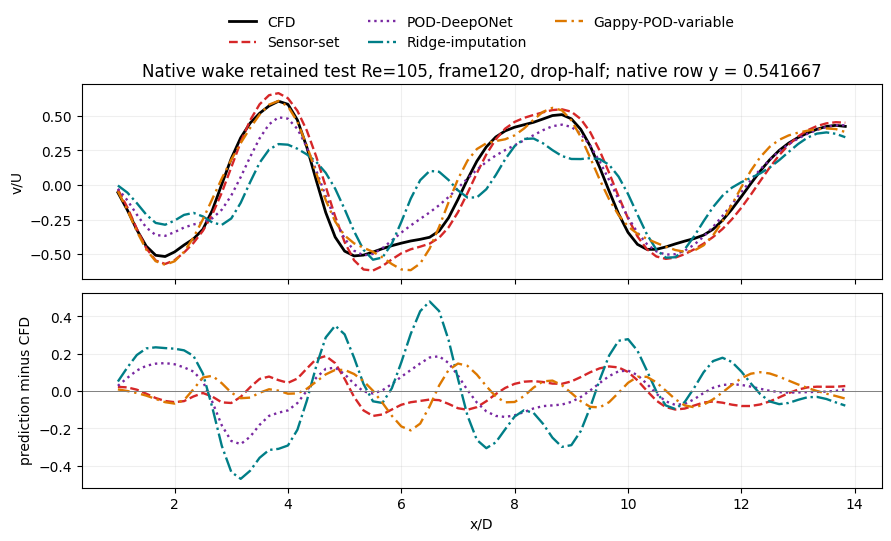 CFD POD-DeepONet Gappy-POD-variable
Sensor-set Ridge-imputation
Native wake retained test Re=105, frame120, drop-half; native row y = 0.541667
v/U
0.50
0.25
0.00
−0.25
−0.50
prediction minus CFD
0.4
0.2
0.0
−0.2
−0.4
2 4 6 8 10 12 14
x/D